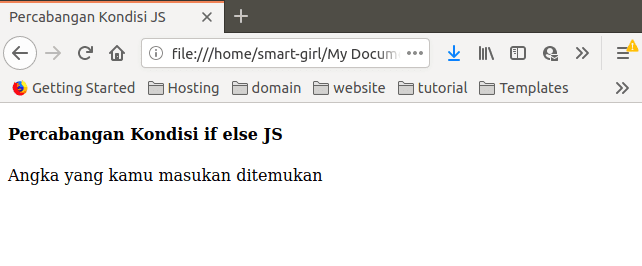 Percabangan Kondisi JS
file:///home/smart-girl/My Docum
Getting Started Hosting domain website tutorial Templates
Percabangan Kondisi if else JS
Angka yang kamu masukan ditemukan